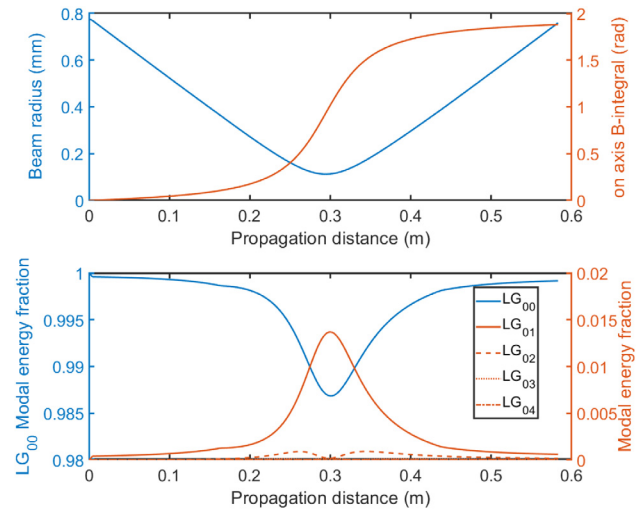 0.8
0.6
0.4
0.2
0
Beam radius (mm)
2
1.5
1
0.5
0
on axis B-integral (rad)
0 0.1 0.2 0.3 0.4 0.5 0.6
Propagation distance (m)
1
0.995
0.99
0.985
0.98
LG00 Modal energy fraction
0.02
0.015
0.01
0.005
0
Modal energy fraction
LG00
LG01
LG02
LG03
LG04
0 0.1 0.2 0.3 0.4 0.5 0.6
Propagation distance (m)